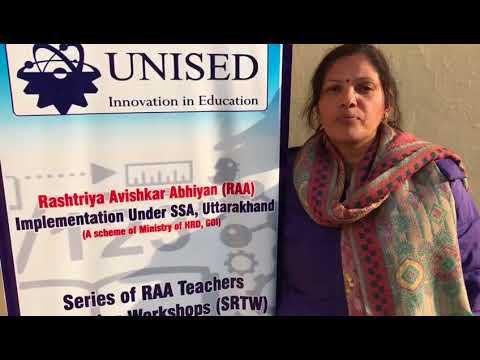 UNISED
Innovation in Education
Rashtriya Avishkar Abhiyan (RAA)
Implementation Under SSA, Uttarakhand
(A scheme of Ministry of HRD, GOI)
Series of RAA Teachers
Workshops (SRTW)